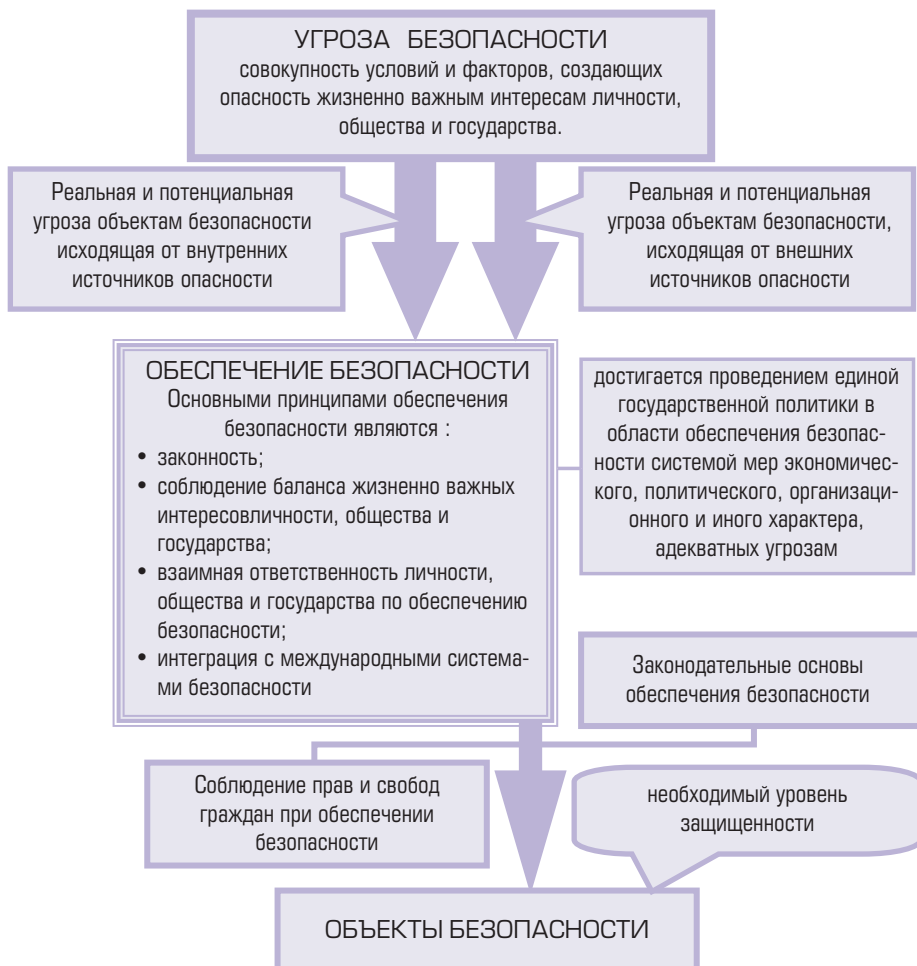 УГРОЗА БЕЗОПАСНОСТИ
совокупность условий и факторов, создающих
опасность жизненно важным интересам личности,
общества и государства.
Реальная и потенциальная
угроза объектам безопасности
исходящая от внутренних
источников опасности
Реальная и потенциальная
угроза объектам безопасности,
исходящая от внешних
источников опасности
ОБЕСПЕЧЕНИЕ БЕЗОПАСНОСТИ
Основными принципами обеспечения
безопасности являются :
• законность;
• соблюдение баланса жизненно важных
интересовличности, общества и
государства;
• взаимная ответственность личности,
общества и государства по обеспечению
безопасности;
• интеграция с международными система-
ми безопасности
достигается проведением единой
государственной политики в
области обеспечения безопас-
ности системой мер экономичес-
кого, политического, организаци-
онного и иного характера,
адекватных угрозам
Законодательные основы
обеспечения безопасности
Соблюдение прав и свобод
граждан при обеспечении
безопасности
необходимый уровень
защищенности
ОБЪЕКТЫ БЕЗОПАСНОСТИ